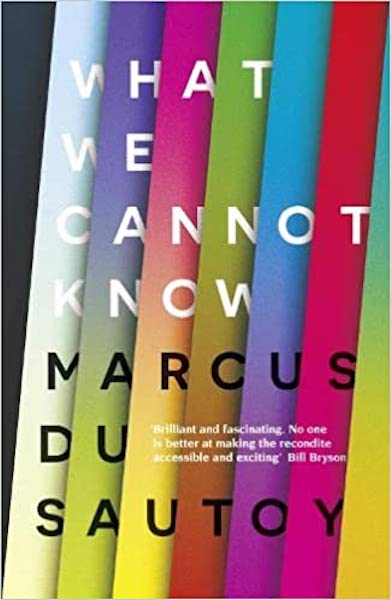 WHAT
WE
CANNOT
KNOW
MARCUS
DU
SAUTOY
'Brilliant and fascinating. No one
is better at making the recondite
accessible and exciting' Bill Bryson